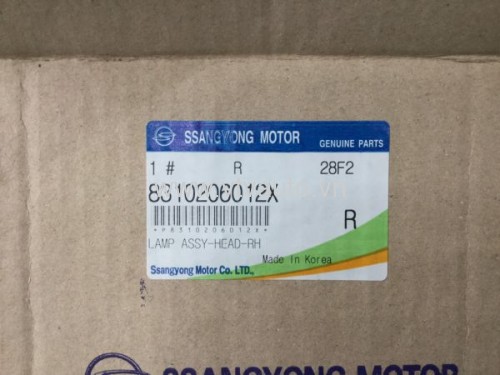 SSANGYONG MOTOR GENUINE PARTS
1 # R 28F2
8310206012X
*P8310206012X*
R
LAMP ASSY-HEAD-RH
Made in Korea
Ssangyong Motor Co. LTD.,
SSANGYONG MOTOR